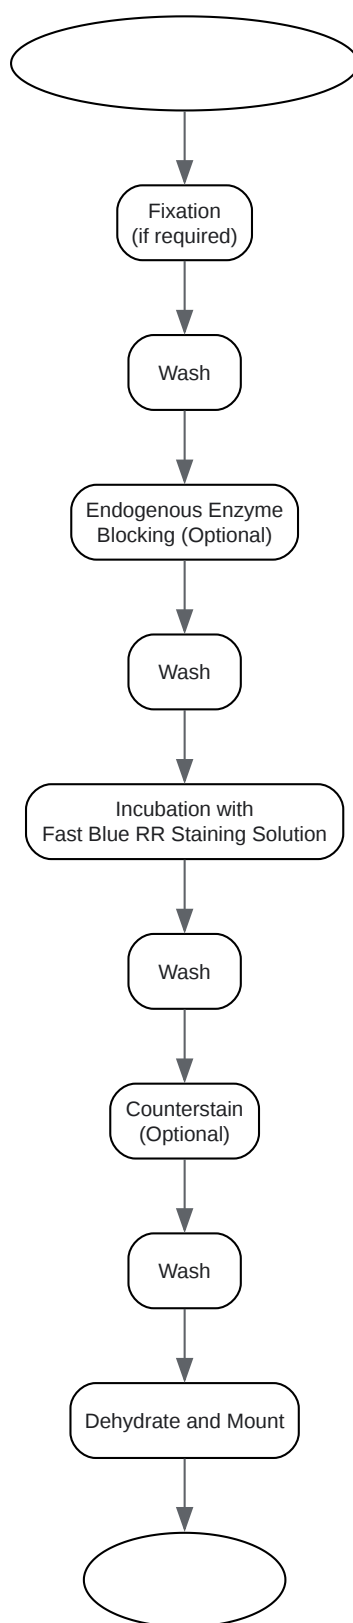 Fixation
(if required)
Wash
Endogenous Enzyme
Blocking (Optional)
Wash
Incubation with
Fast Blue RR Staining Solution
Wash
Counterstain
(Optional)
Wash
Dehydrate and Mount